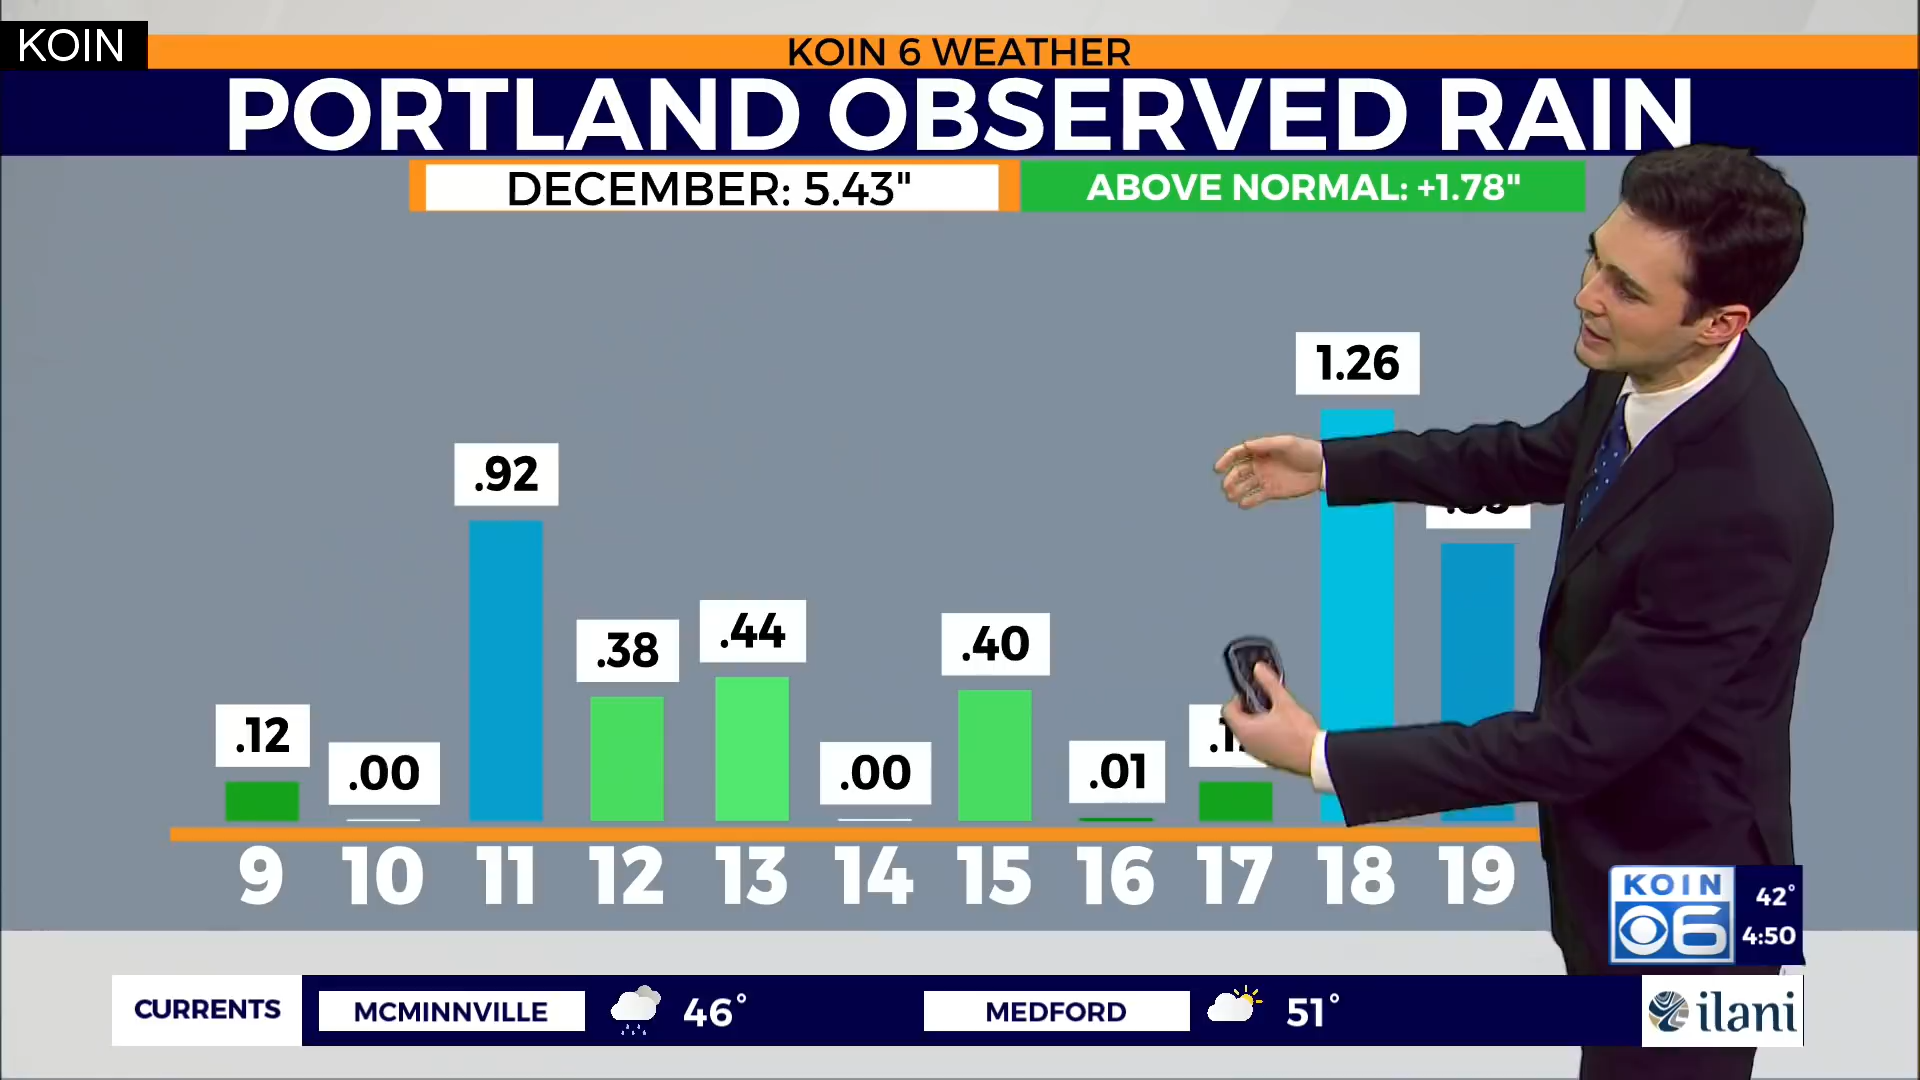 KOIN
KOIN 6 WEATHER
PORTLAND OBSERVED RAIN
DECEMBER: 5.43"
ABOVE NORMAL: +1.78"
1.26
.92
.44
.40
.38
.12
.00
.00
.01
9 10 11 12 13 14 15 16 17 18 19
KOIN
6
42°
4:50
CURRENTS
MCMINNVILLE
46°
MEDFORD
51°
ilani